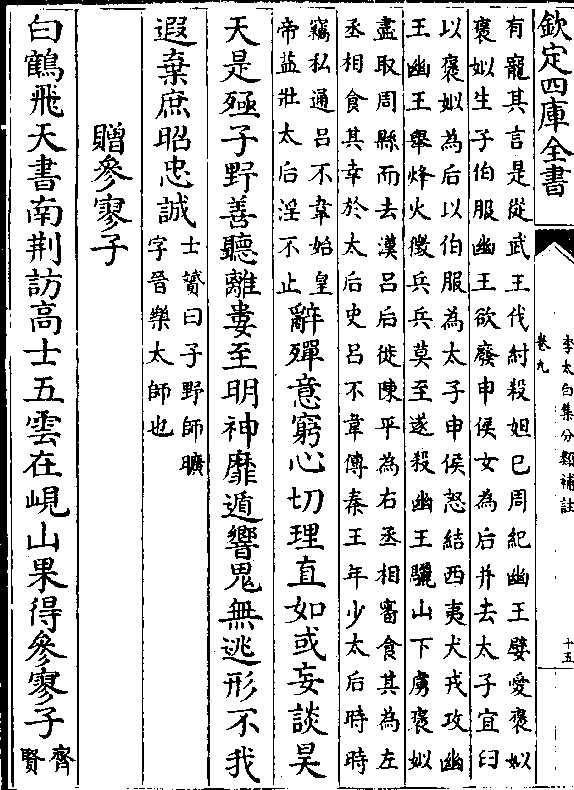 欽定四庫全書
李太白集分類補註
卷九
十五
有寵其言是從武王伐紂殺妲已周紀幽王嬖愛褒姒
褒姒生子伯服幽王欲廢申侯女為后并去太子宜臼
以褒姒為后以伯服為太子申侯怒結西夷犬戎攻幽
王幽王舉烽火徵兵兵莫至遂殺幽王驪山下虜褒姒
盡取周縣而去漢吕后徙陳平為右丞相審食其為左
丞相食其幸於太后史吕不韋傳秦王年少太后時時
竊私通吕不韋始皇
帝益壯太后淫不止
辭殫意窮心切理直如或妄談昊
天是殛子野善聽離婁至明神靡遁響鬼無逃形不我
遐棄庶昭忠誠
士贇曰子野師曠
字晉樂太師也
贈參寥子
白鶴飛天書南荆訪高士五雲在峴山果得參寥子
齊
賢